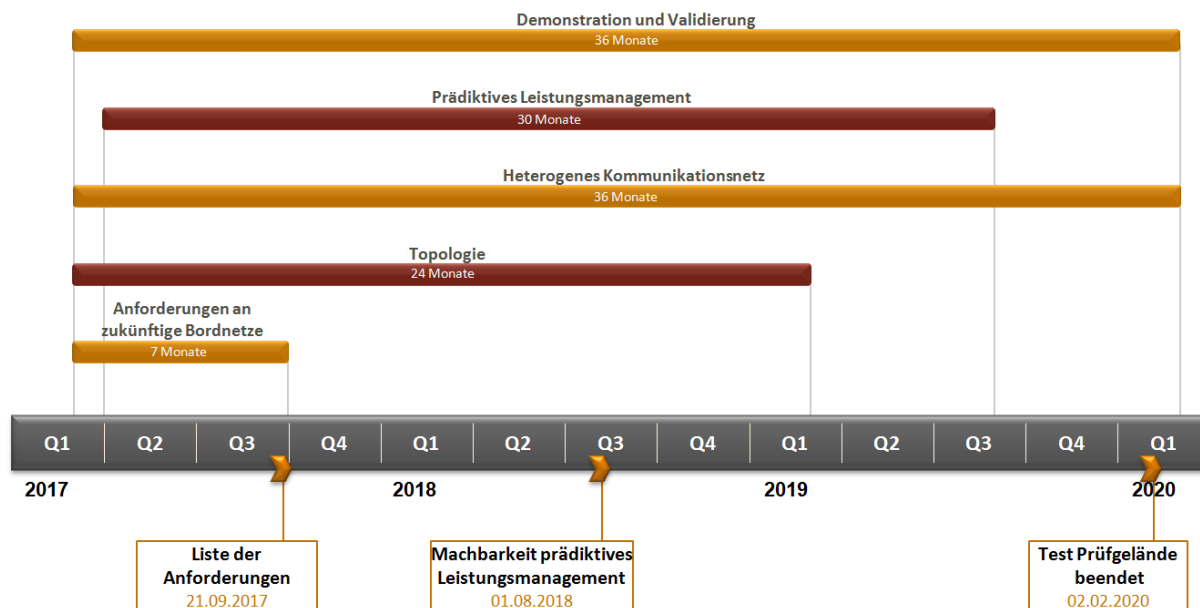 Demonstration und Validierung
36 Monate
Prädiktives Leistungsmanagement
30 Monate
Heterogenes Kommunikationsnetz
36 Monate
Topologie
24 Monate
Anforderungen an
zukünftige Bordnetze
7 Monate
Q1 Q2 Q3 Q4 Q1 Q2 Q3 Q4 Q1 Q2 Q3 Q4 Q1
2017 2018 2019 2020
Liste der
Anforderungen
21.09.2017
Machbarkeit prädiktives
Leistungsmanagement
01.08.2018
Test Prüfgelände
beendet
02.02.2020